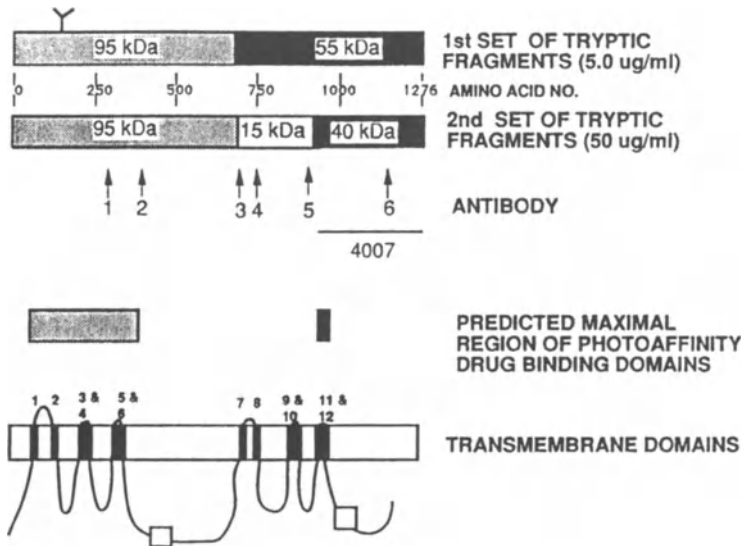 95 kDa 55 kDa
1st SET OF TRYPTIC
FRAGMENTS (5.0 ug/ml)
0 250 500 750 1000 1276
AMINO ACID NO.
95 kDa 15 kDa 40 kDa
2nd SET OF TRYPTIC
FRAGMENTS (50 ug/ml)
1 2 3 4 5 6
ANTIBODY
4007
PREDICTED MAXIMAL
REGION OF PHOTOAFFINITY
DRUG BINDING DOMAINS
1 2 3 & 4 5 & 6 7 8 9 & 10 11 & 12
TRANSMEMBRANE DOMAINS